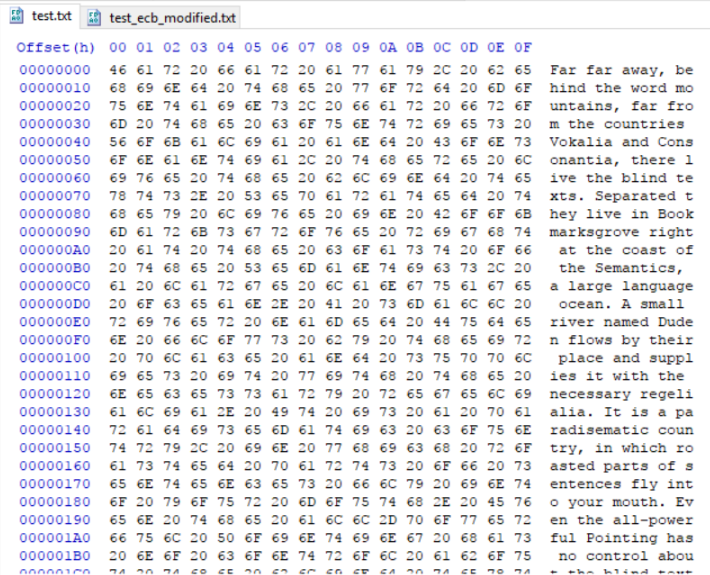 test.txt test_ecb_modified.txt
Offset(h) 00 01 02 03 04 05 06 07 08 09 0A 0B 0C 0D 0E 0F
00000000 46 61 72 20 66 61 72 20 61 77 61 79 2C 20 62 65 Far far away, be
00000010 68 69 6E 64 20 74 68 65 20 77 6F 72 64 20 6D 6F hind the word mo
00000020 75 6E 74 61 69 6E 73 2C 20 66 61 72 20 66 72 6F untains, far fro
00000030 6D 20 74 68 65 20 63 6F 75 6E 74 72 69 65 73 20 m the countries
00000040 56 6F 6B 61 6C 69 61 20 61 6E 64 20 43 6F 6E 73 Vokalia and Cons
00000050 6F 6E 61 6E 74 69 61 2C 20 74 68 65 72 65 20 6C onantia, there l
00000060 69 76 65 20 74 68 65 20 62 6C 69 6E 64 20 74 65 ive the blind te
00000070 78 74 73 2E 20 53 65 70 61 72 61 74 65 64 20 74 xts. Separated t
00000080 68 65 79 20 6C 69 76 65 20 69 6E 20 42 6F 6F 6B hey live in Book
00000090 6D 61 72 6B 73 67 72 6F 76 65 20 72 69 67 68 74 marksgrove right
000000A0 20 61 74 20 74 68 65 20 63 6F 61 73 74 20 6F 66 at the coast of
000000B0 20 74 68 65 20 53 65 6D 61 6E 74 69 63 73 2C 20 the Semantics,
000000C0 61 20 6C 61 72 67 65 20 6C 61 6E 67 75 61 67 65 a large language
000000D0 20 6F 63 65 61 6E 2E 20 41 20 73 6D 61 6C 6C 20 ocean. A small
000000E0 72 69 76 65 72 20 6E 61 6D 65 64 20 44 75 64 65 river named Dude
000000F0 6E 20 66 6C 6F 77 73 20 62 79 20 74 68 65 69 72 n flows by their
00000100 20 70 6C 61 63 65 20 61 6E 64 20 73 75 70 70 6C place and suppl
00000110 69 65 73 20 69 74 20 77 69 74 68 20 74 68 65 20 ies it with the
00000120 6E 65 63 65 73 73 61 72 79 20 72 65 67 65 6C 69 necessary regeli
00000130 61 6C 69 61 2E 20 49 74 20 69 73 20 61 20 70 61 alia. It is a pa
00000140 72 61 64 69 73 65 6D 61 74 69 63 20 63 6F 75 6E radisematic coun
00000150 74 72 79 2C 20 69 6E 20 77 68 69 63 68 20 72 6F try, in which ro
00000160 61 73 74 65 64 20 70 61 72 74 73 20 6F 66 20 73 asted parts of s
00000170 65 6E 74 65 6E 63 65 73 20 66 6C 79 20 69 6E 74 entences fly int
00000180 6F 20 79 6F 75 72 20 6D 6F 75 74 68 2E 20 45 76 o your mouth. Ev
00000190 65 6E 20 74 68 65 20 61 6C 6C 2D 70 6F 77 65 72 en the all-power
000001A0 66 75 6C 20 50 6F 69 6E 74 69 6E 67 20 68 61 73 ful Pointing has
000001B0 20 6E 6F 20 63 6F 6E 74 72 6F 6C 20 61 62 6F 75 no control abou
000001C0 74 20 74 68 65 20 62 6C 69 6E 64 20 74 65 78 74 t the blind text